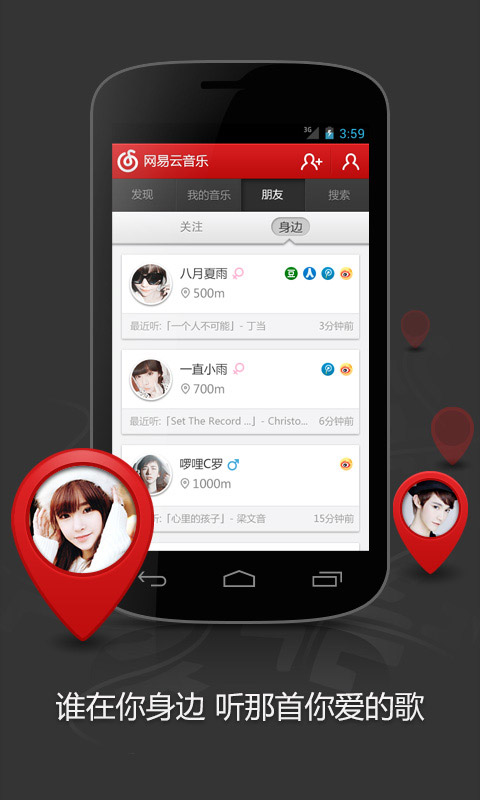 3G 3:59
网易云音乐
发现 我的音乐 朋友 搜索
关注 身边
八月夏雨
豆 人
500m
最近听:「一个人不可能」- 丁当 3分钟前
一直小雨
700m
最近听:「Set The Record ...」- Christo... 6分钟前
啰哩C罗
1000m
听:「心里的孩子」- 梁文音 15分钟前
谁在你身边 听那首你爱的歌